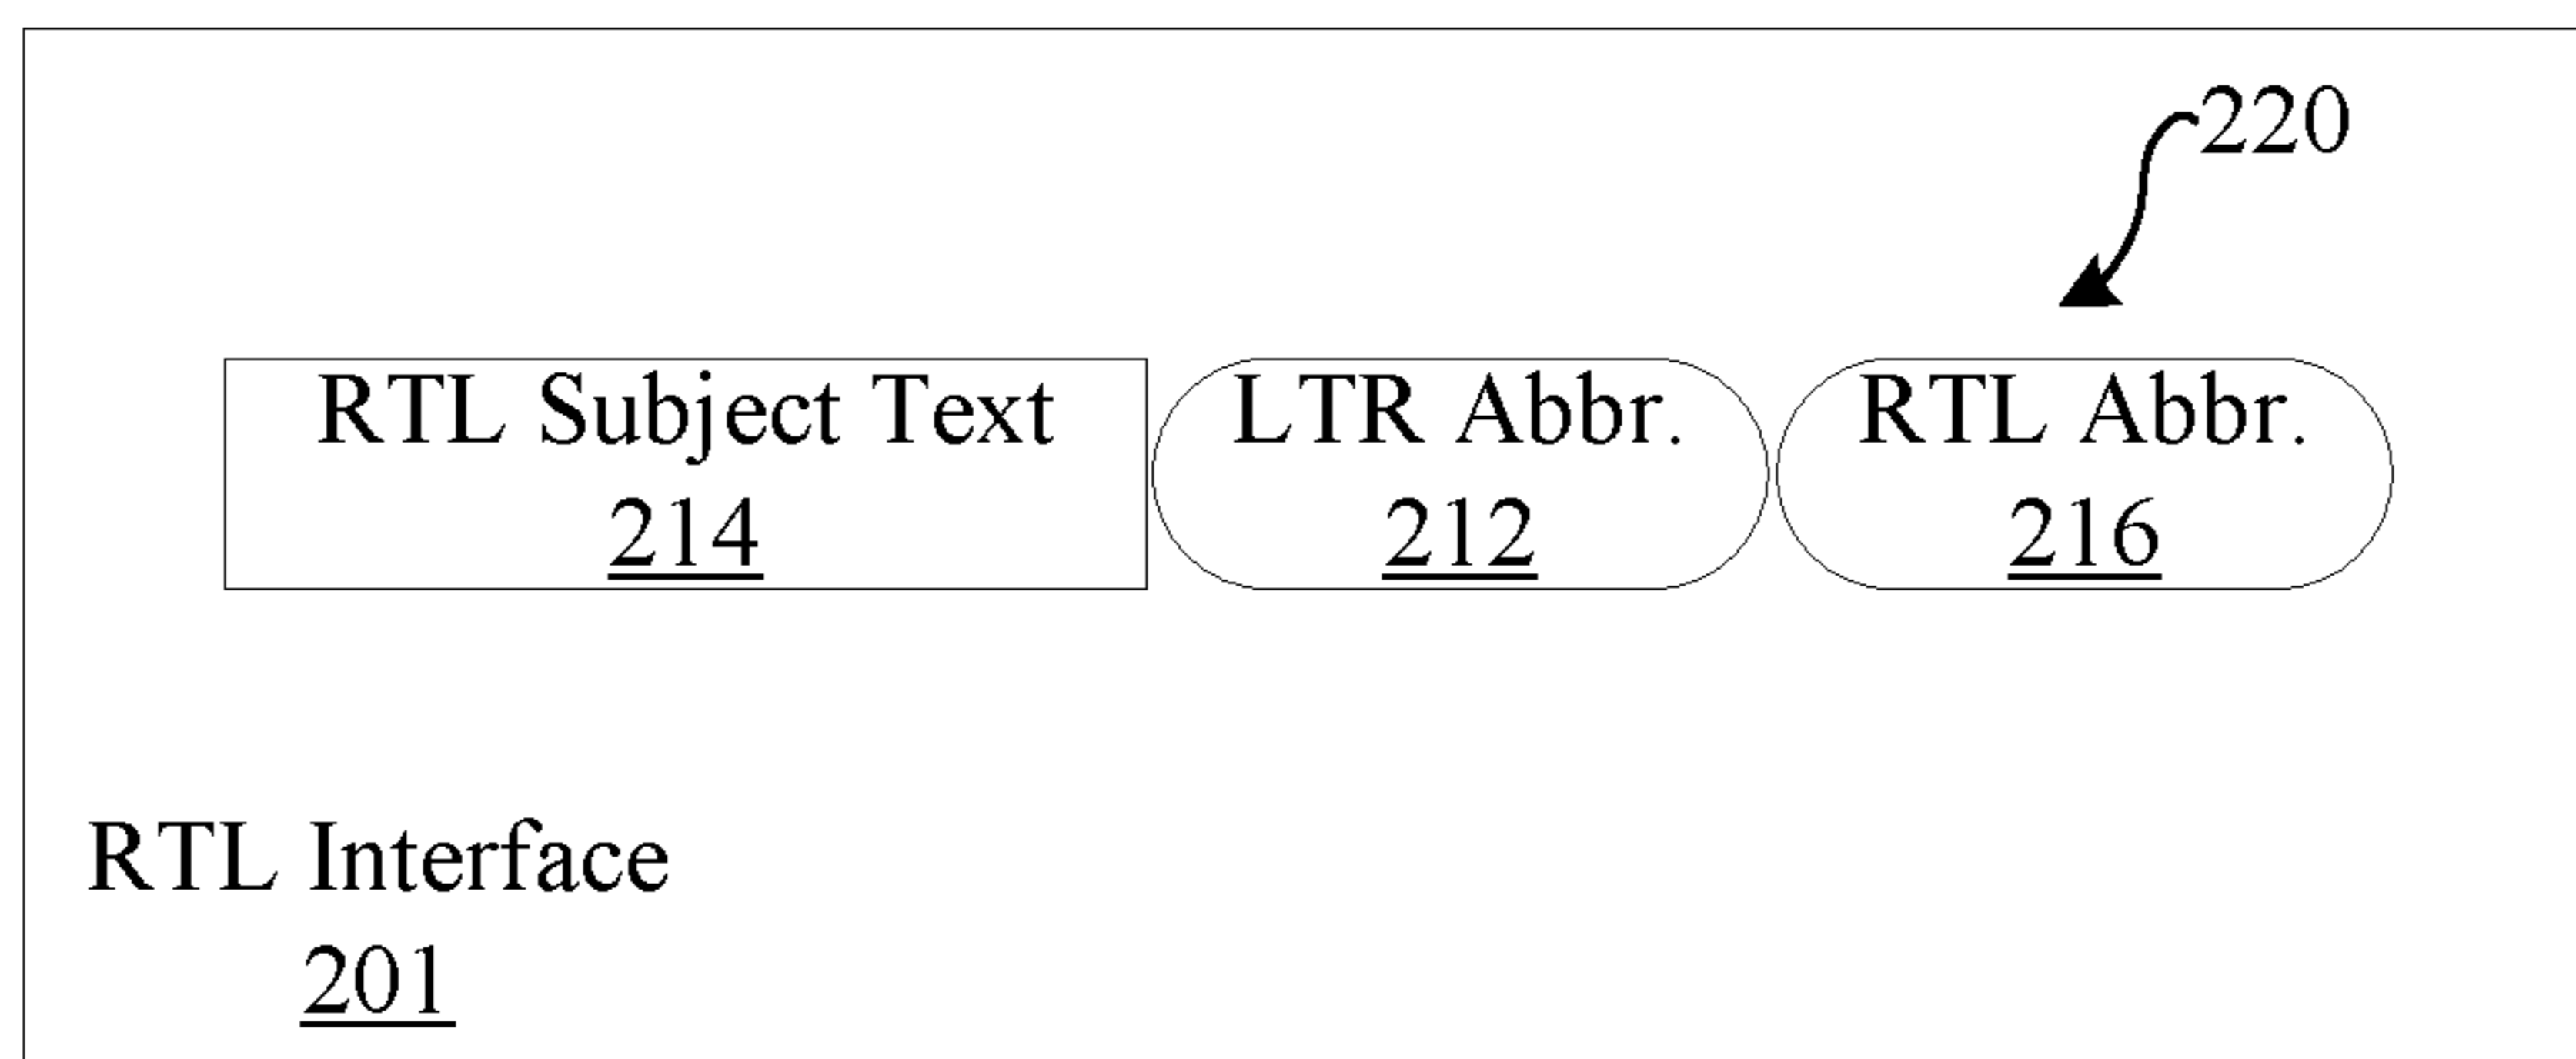 220
RTL Subject Text
214
LTR Abbr.
212
RTL Abbr.
216
RTL Interface
201